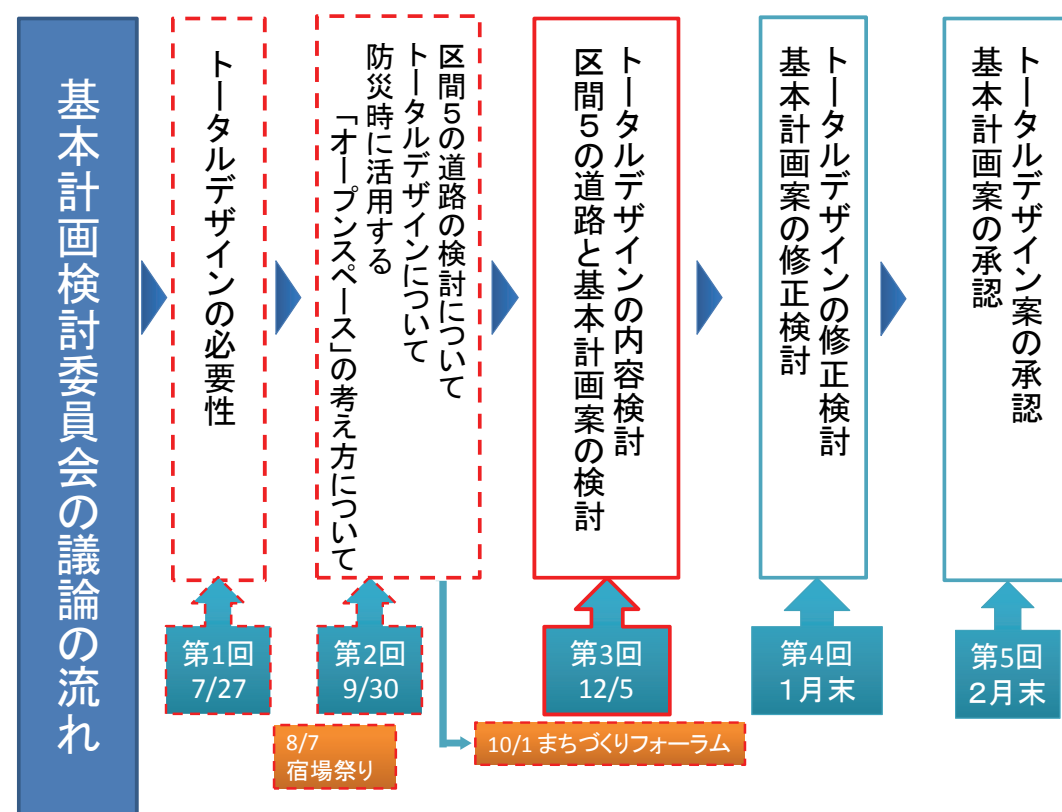 基本計画検討委員会の議論の流れ
トータルデザインの必要性
第1回
7/27
区間５の道路の検討について
トータルデザインについて
防災時に活用する
「オープンスペース」の考え方について
第2回
9/30
8/7
宿場祭り
10/1 まちづくりフォーラム
トータルデザインの内容検討
区間５の道路と基本計画案の検討
第3回
12/5
トータルデザインの修正検討
基本計画案の修正検討
第4回
１月末
トータルデザイン案の承認
基本計画案の承認
第5回
２月末